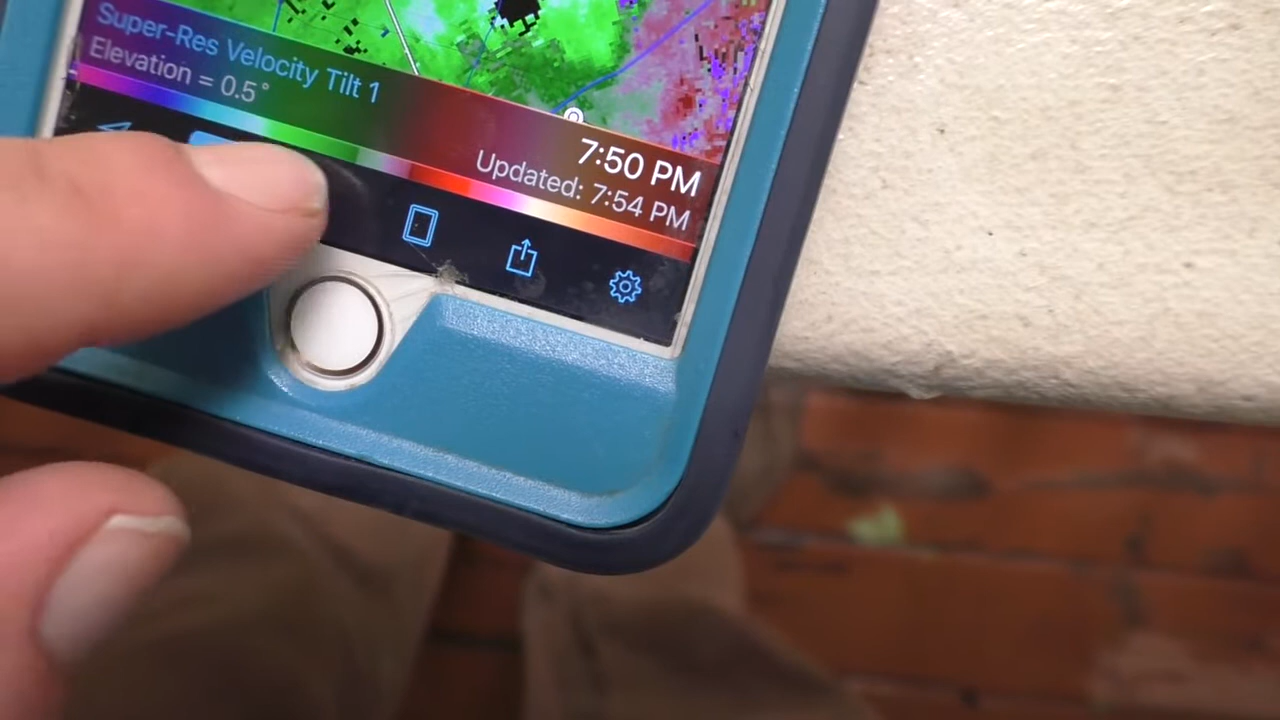 Super-Res Velocity Tilt 1
Elevation = 0.5°
7:50 PM
Updated: 7:54 PM